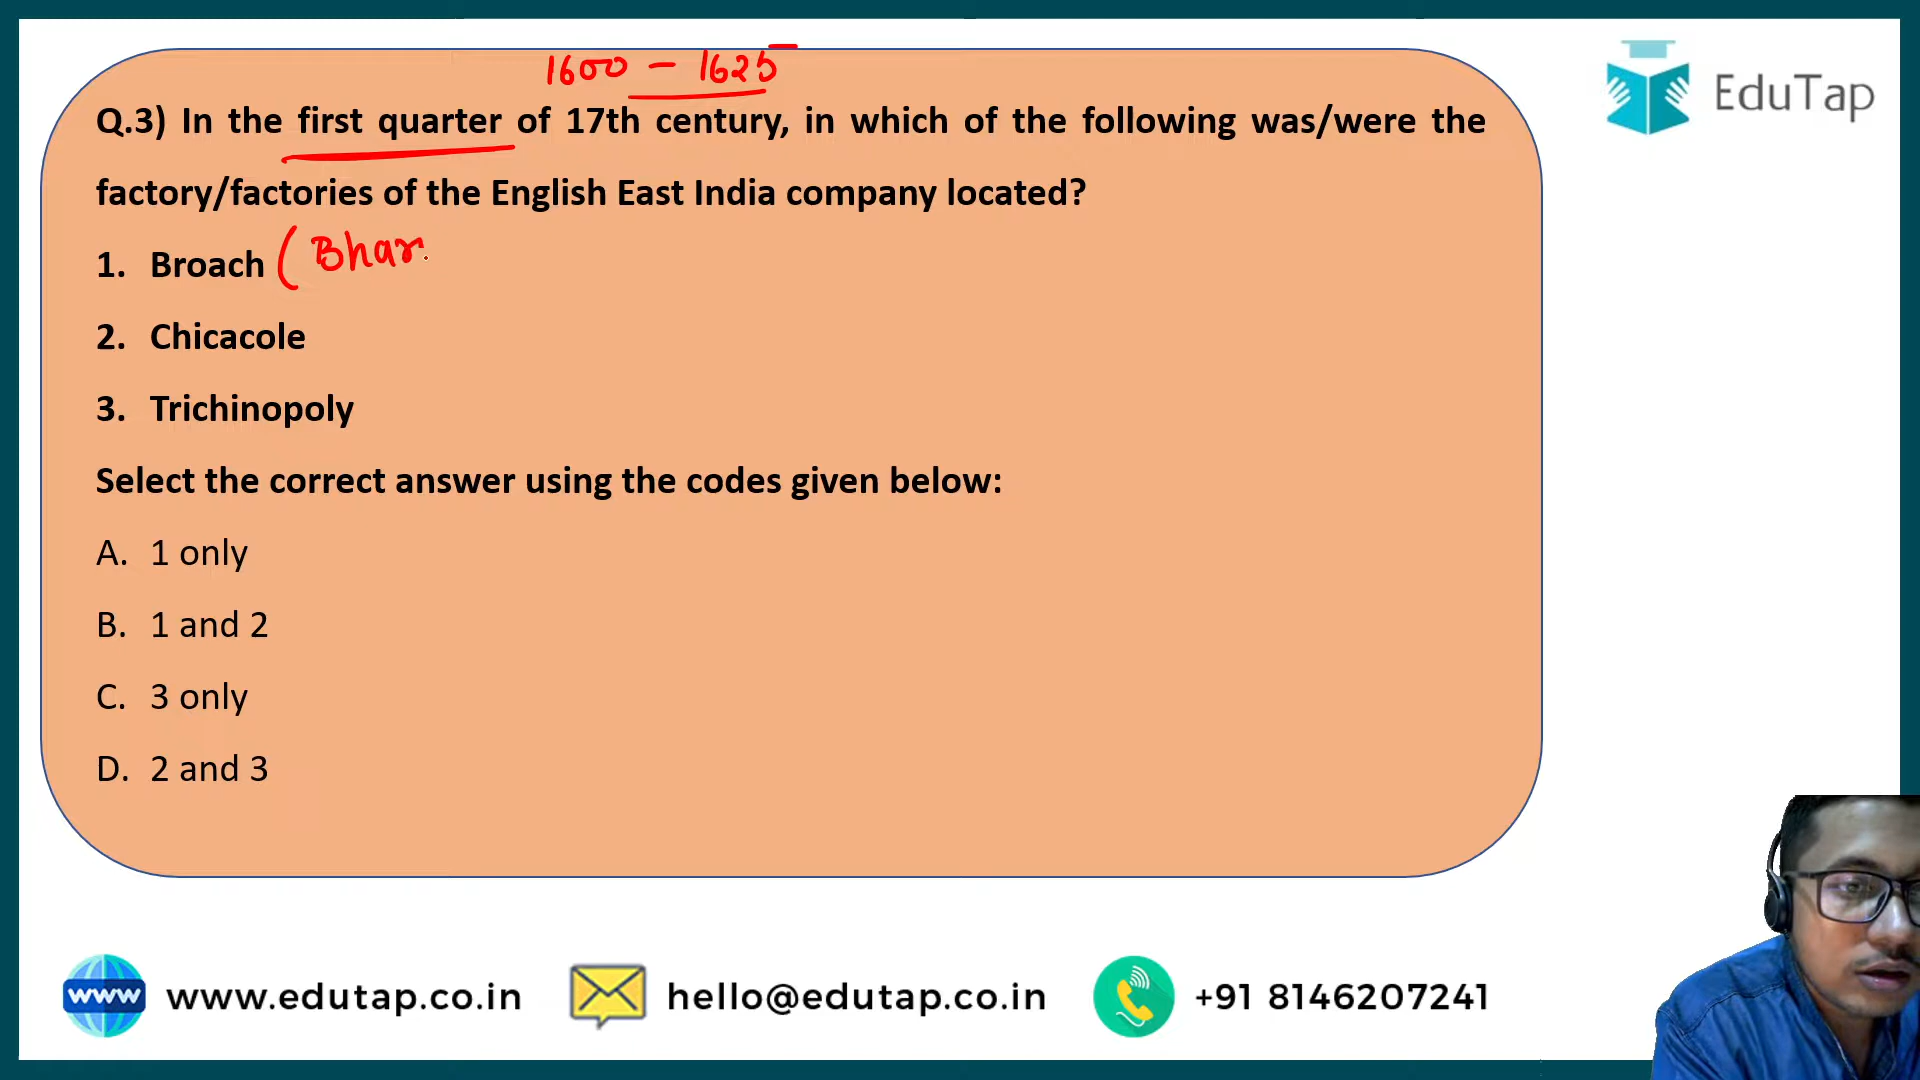 1600 - 1625
EduTap
Q.3) In the first quarter of 17th century, in which of the following was/were the
factory/factories of the English East India company located?
1. Broach (Bhar
2. Chicacole
3. Trichinopoly
Select the correct answer using the codes given below:
A. 1 only
B. 1 and 2
C. 3 only
D. 2 and 3
www www.edutap.co.in hello@edutap.co.in +91 8146207241